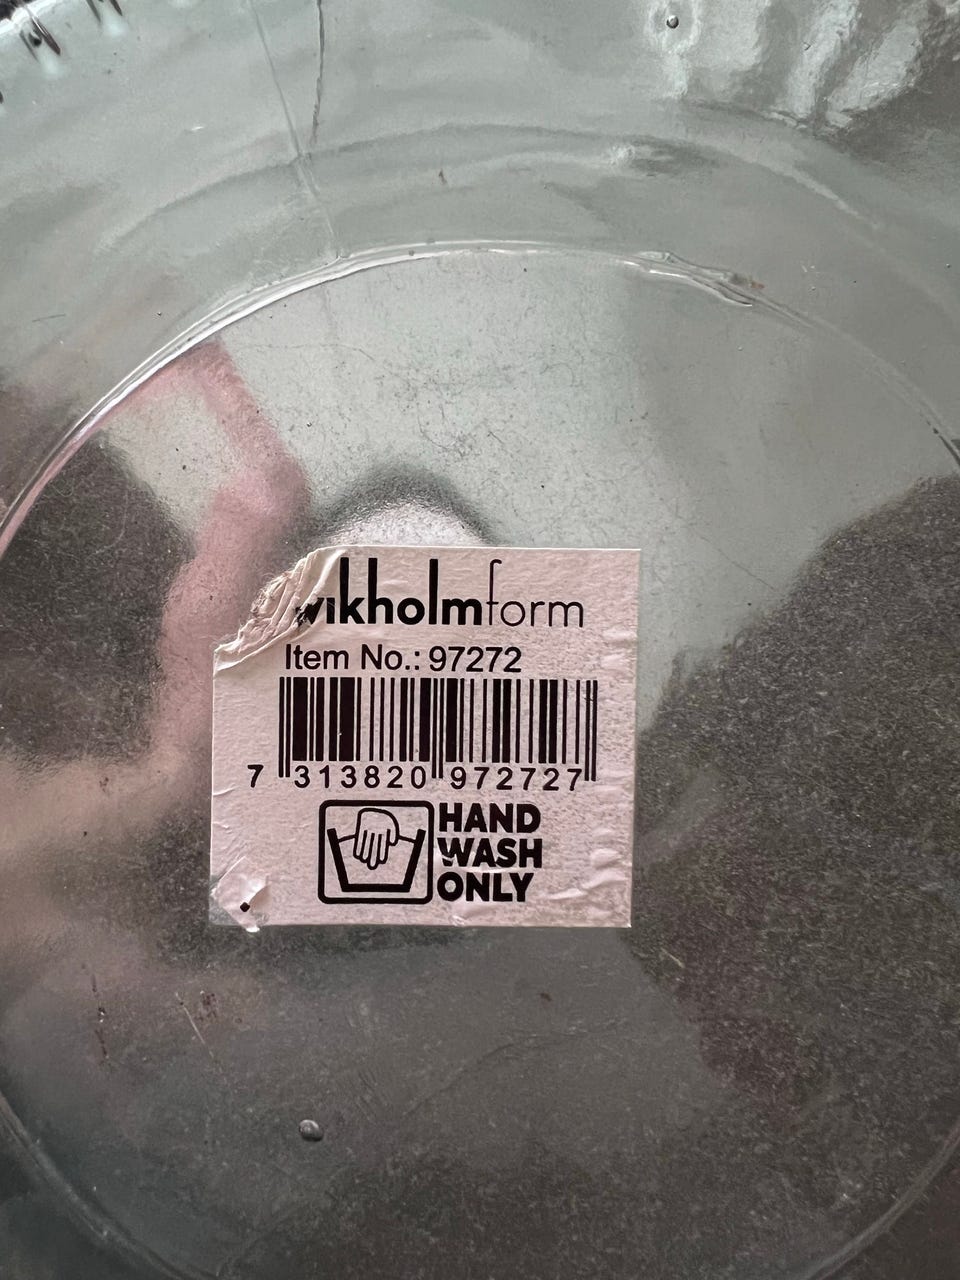 wikholmform
Item No.: 97272
7 313820 972727
HAND
WASH
ONLY